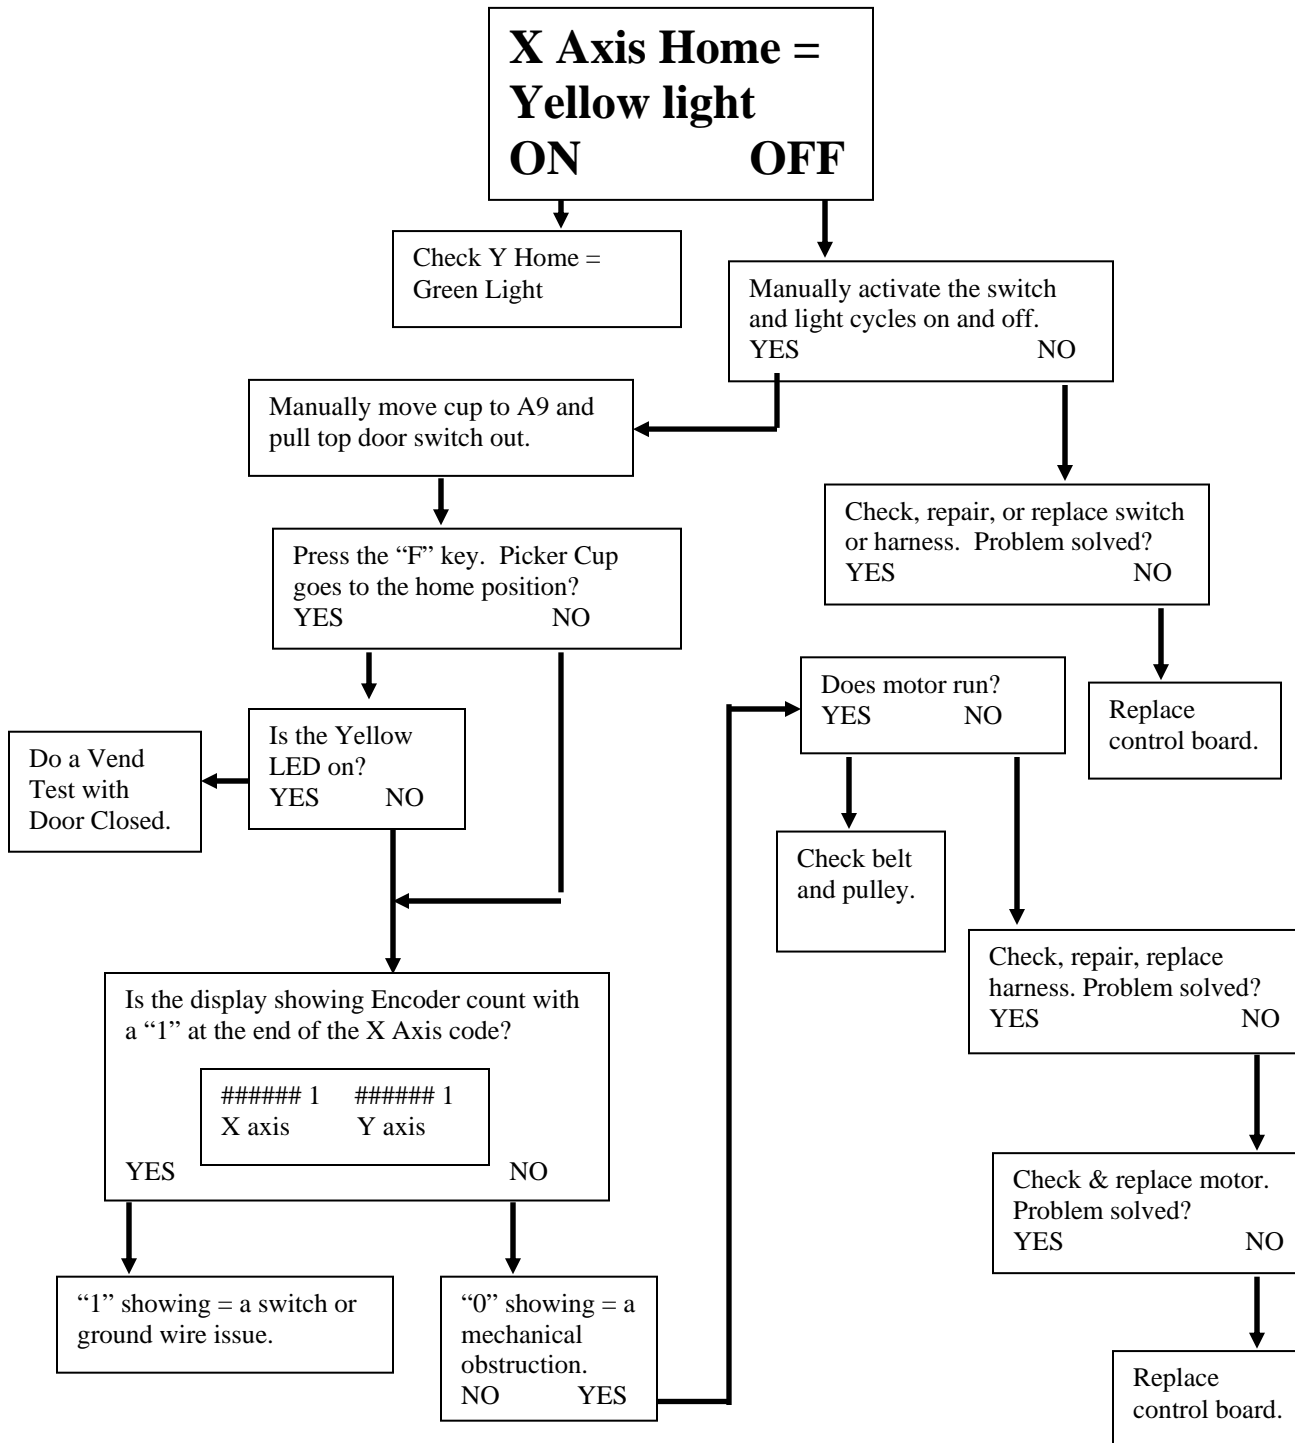 X Axis Home =
Yellow light
ON OFF
Check Y Home =
Green Light
Manually activate the switch
and light cycles on and off.
YES NO
Manually move cup to A9 and
pull top door switch out.
Check, repair, or replace switch
or harness. Problem solved?
YES NO
Press the “F” key. Picker Cup
goes to the home position?
YES NO
Does motor run?
YES NO
Replace
control board.
Is the Yellow
LED on?
YES NO
Do a Vend
Test with
Door Closed.
Check belt
and pulley.
Check, repair, replace
harness. Problem solved?
YES NO
Is the display showing Encoder count with
a “1” at the end of the X Axis code?
###### 1 ###### 1
X axis Y axis
YES NO
Check & replace motor.
Problem solved?
YES NO
“1” showing = a switch or
ground wire issue.
“0” showing = a
mechanical
obstruction.
NO YES
Replace
control board.